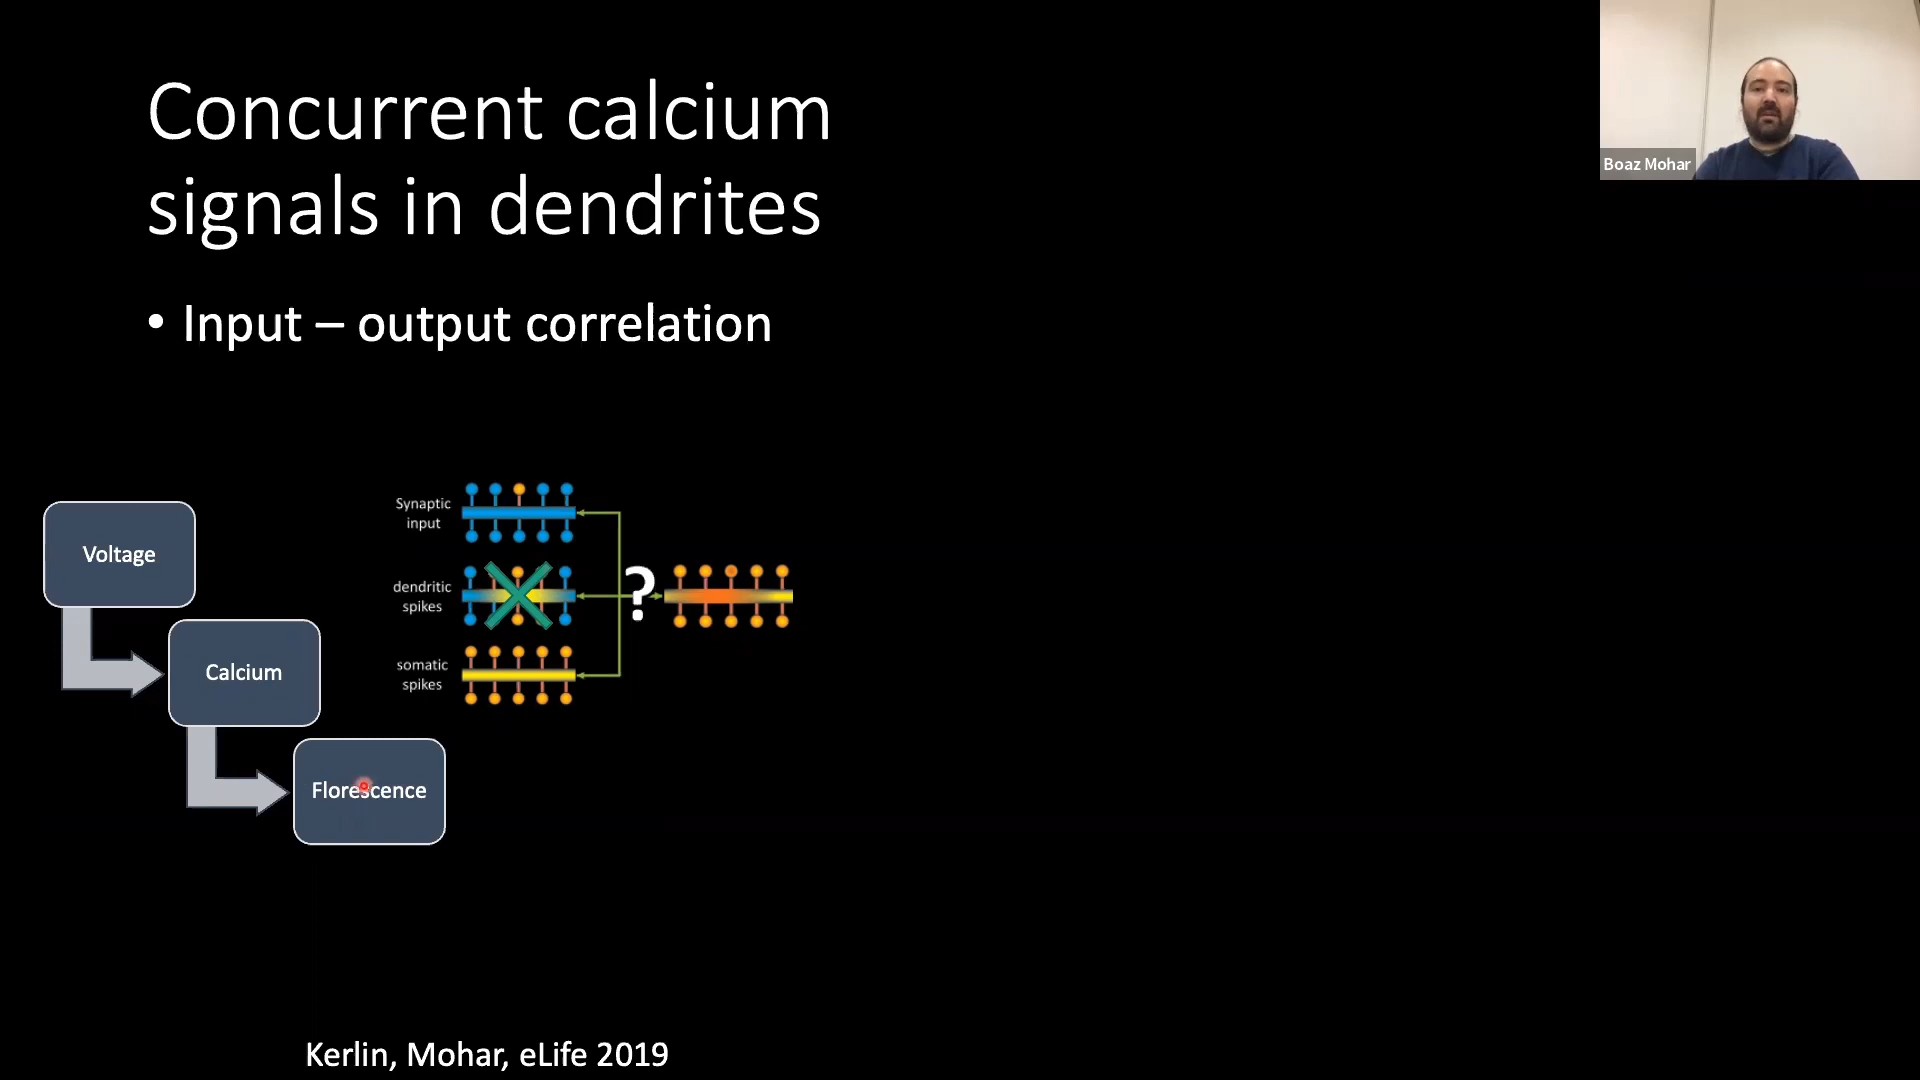 Concurrent calcium
signals in dendrites
• Input – output correlation
Voltage
Calcium
Florescence
Synaptic
input
dendritic
spikes
somatic
spikes
?
Kerlin, Mohar, eLife 2019
Boaz Mohar